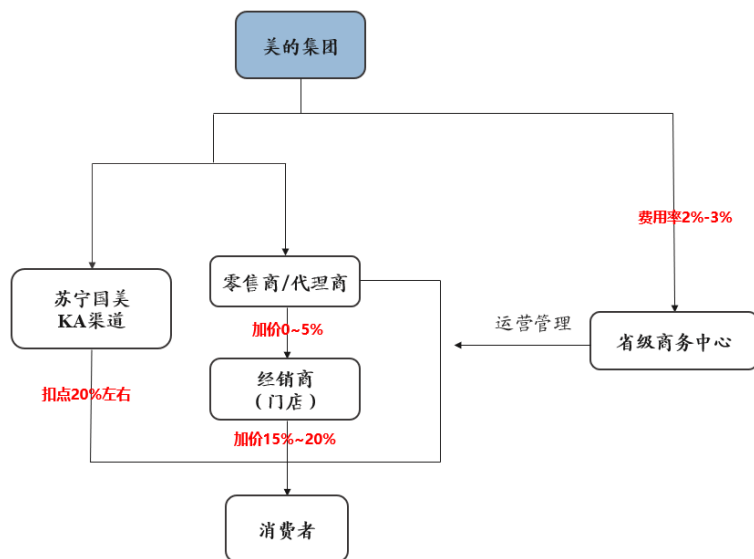 美的集团
费用率2%-3%
苏宁国美
KA渠道
零售商/代理商
加价0~5%
运营管理
省级商务中心
经销商
（门店）
扣点20%左右
加价15%~20%
消费者